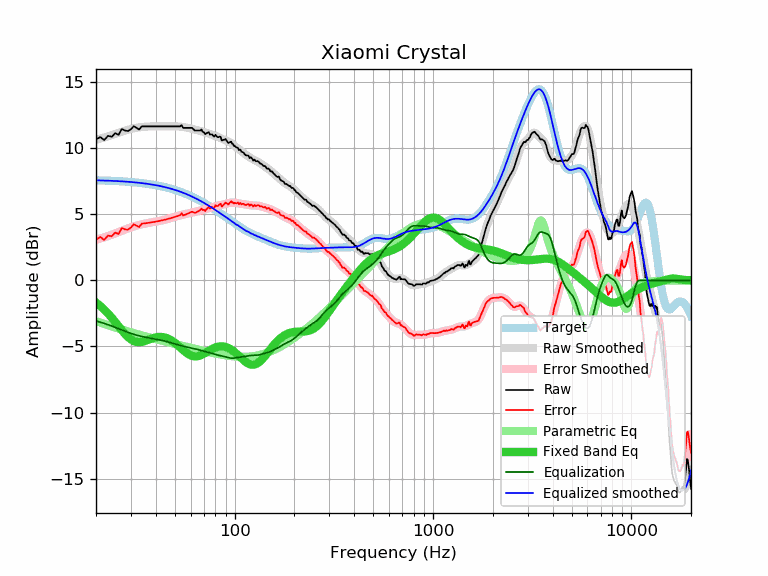 Xiaomi Crystal
Amplitude (dBr)
15
10
5
0
−5
−10
−15
100
1000
10000
Frequency (Hz)
Target
Raw Smoothed
Error Smoothed
Raw
Error
Parametric Eq
Fixed Band Eq
Equalization
Equalized smoothed